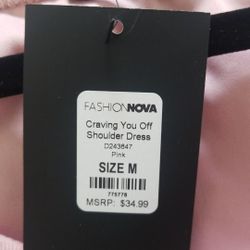 FASHIONNOVA
Craving You Off
Shoulder Dress
D243647
Pink
SIZE M
775778
MSRP: $34.99